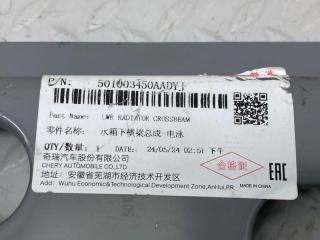 P/N: 501003450AADYJ
Part Name: LWR RADIATOR CROSSBEAM
零件名称: 水箱下横梁总成-电泳
QTY/数量: 1 DATE: 24/05/24 02:51 下午
奇瑞汽车股份有限公司
CHERY AUTOMOBILE CO.,LTD
地址:安徽省芜湖市经济技术开发区
Add: Wuhu Economic&Technological Development Zone,AnHui,PR.
合格证
EAC
MADE IN CHINA